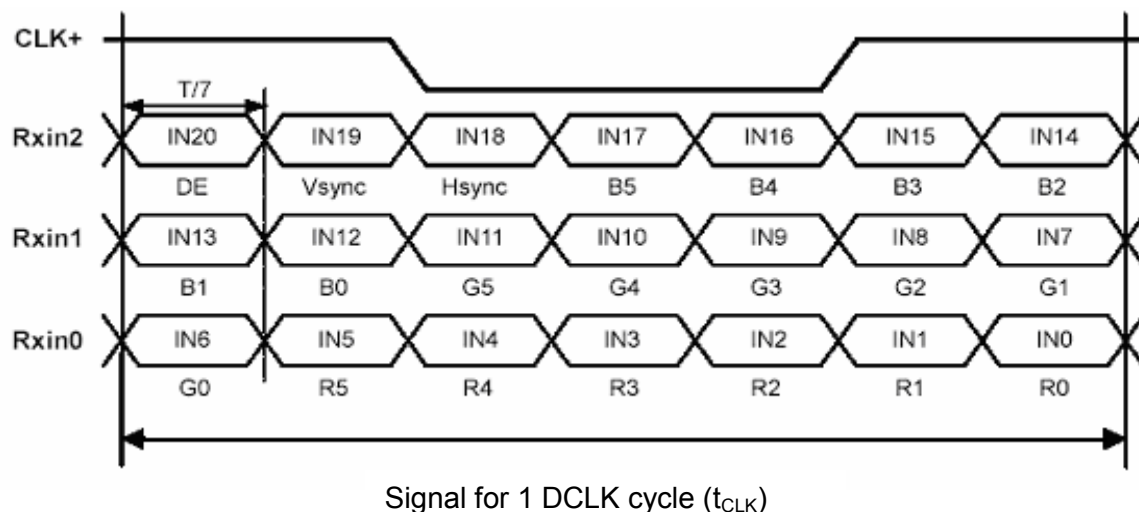 CLK+
T/7
Rxin2 IN20 IN19 IN18 IN17 IN16 IN15 IN14
DE Vsync Hsync B5 B4 B3 B2
Rxin1 IN13 IN12 IN11 IN10 IN9 IN8 IN7
B1 B0 G5 G4 G3 G2 G1
Rxin0 IN6 IN5 IN4 IN3 IN2 IN1 IN0
G0 R5 R4 R3 R2 R1 R0
Signal for 1 DCLK cycle (tCLK)